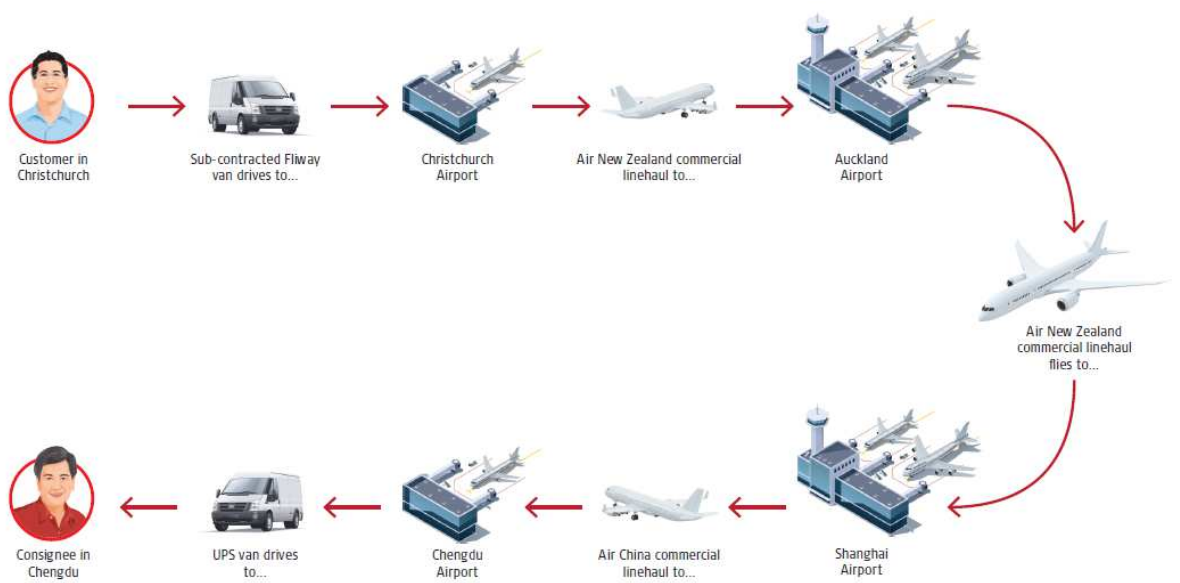 Customer in
Christchurch
Sub-contracted Fliway
van drives to...
Christchurch
Airport
Air New Zealand commercial
linehaul to...
Auckland
Airport
Air New Zealand
commercial linehaul
flies to...
Shanghai
Airport
Air China commercial
linehaul to...
Chengdu
Airport
UPS van drives
to...
Consignee in
Chengdu